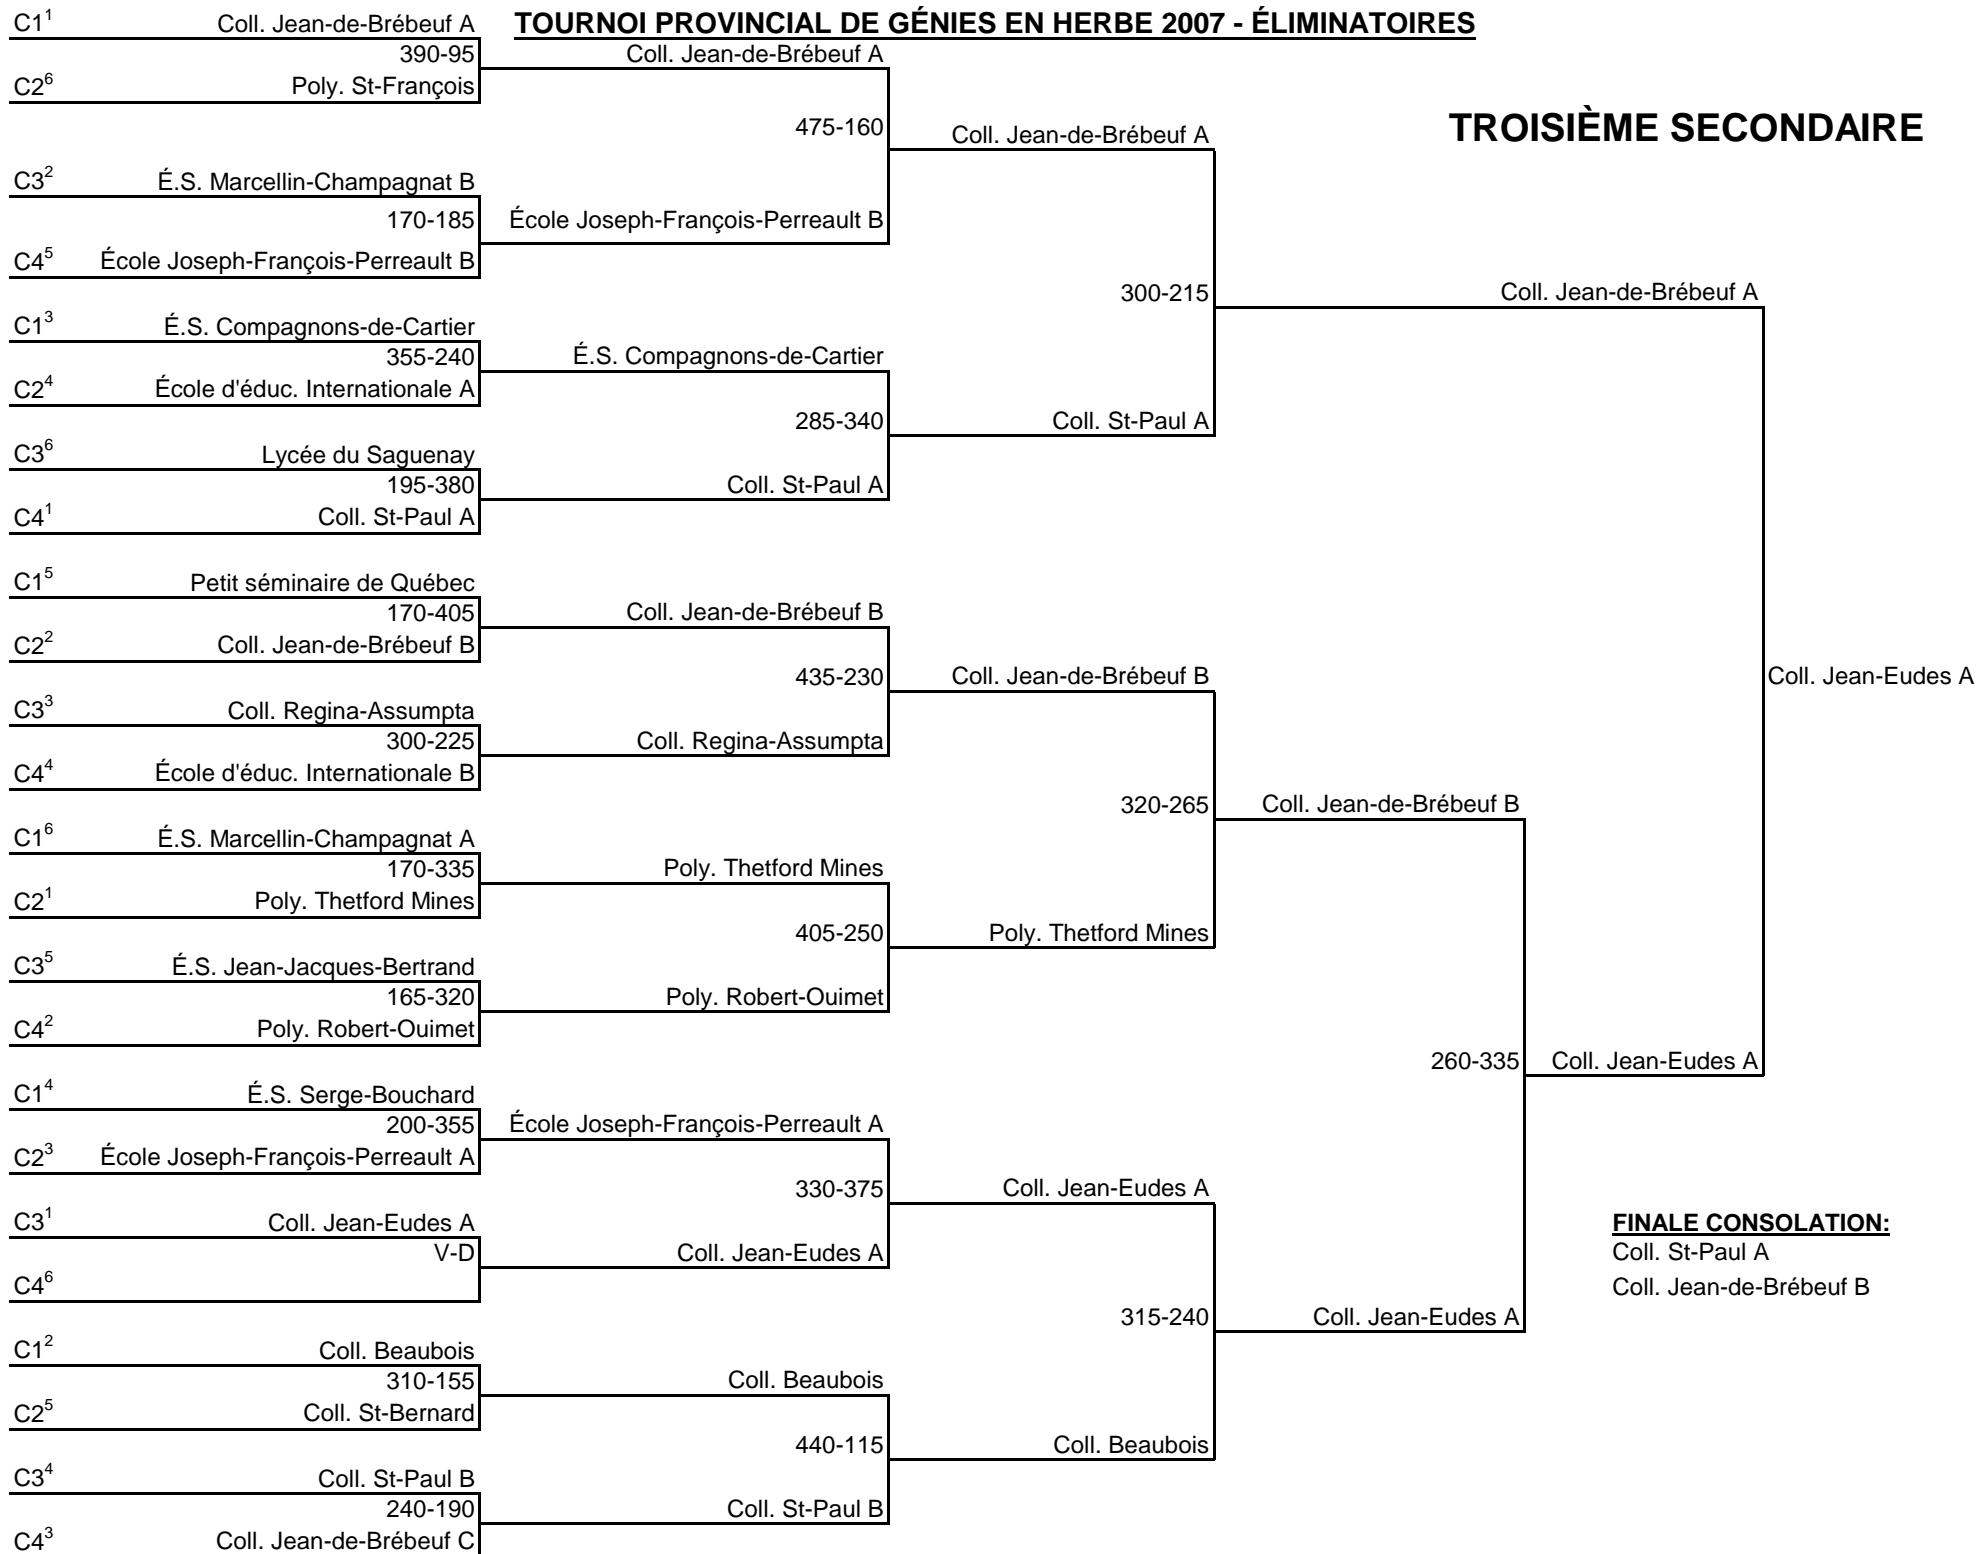 TOURNOI PROVINCIAL DE GÉNIES EN HERBE 2007 - ÉLIMINATOIRES
TROISIÈME SECONDAIRE
C1¹ Coll. Jean-de-Brébeuf A
390-95
C2⁶ Poly. St-François
C3² É.S. Marcellin-Champagnat B
170-185
C4⁵ École Joseph-François-Perreault B
C1³ É.S. Compagnons-de-Cartier
355-240
C2⁴ École d'éduc. Internationale A
C3⁶ Lycée du Saguenay
195-380
C4¹ Coll. St-Paul A
C1⁵ Petit séminaire de Québec
170-405
C2² Coll. Jean-de-Brébeuf B
C3³ Coll. Regina-Assumpta
300-225
C4⁴ École d'éduc. Internationale B
C1⁶ É.S. Marcellin-Champagnat A
170-335
C2¹ Poly. Thetford Mines
C3⁵ É.S. Jean-Jacques-Bertrand
165-320
C4² Poly. Robert-Ouimet
C1⁴ É.S. Serge-Bouchard
200-355
C2³ École Joseph-François-Perreault A
C3¹ Coll. Jean-Eudes A
V-D
C4⁶
C1² Coll. Beaubois
310-155
C2⁵ Coll. St-Bernard
C3⁴ Coll. St-Paul B
240-190
C4³ Coll. Jean-de-Brébeuf C
Coll. Jean-de-Brébeuf A
475-160
École Joseph-François-Perreault B
É.S. Compagnons-de-Cartier
285-340
Coll. St-Paul A
Coll. Jean-de-Brébeuf B
435-230
Coll. Regina-Assumpta
Poly. Thetford Mines
405-250
Poly. Robert-Ouimet
École Joseph-François-Perreault A
330-375
Coll. Jean-Eudes A
Coll. Beaubois
440-115
Coll. St-Paul B
Coll. Jean-de-Brébeuf A
300-215
Coll. St-Paul A
Coll. Jean-de-Brébeuf B
320-265
Poly. Thetford Mines
Coll. Jean-Eudes A
315-240
Coll. Beaubois
Coll. Jean-de-Brébeuf B
260-335
Coll. Jean-Eudes A
Coll. Jean-de-Brébeuf A
Coll. Jean-Eudes A
Coll. Jean-Eudes A
FINALE CONSOLATION:
Coll. St-Paul A
Coll. Jean-de-Brébeuf B